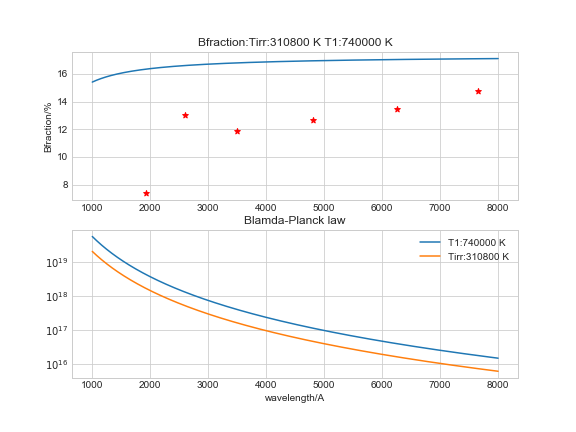 Bfraction:Tirr:310800 K T1:740000 K
Bfraction/%
16
14
12
10
8
1000 2000 3000 4000 5000 6000 7000 8000
Blamda-Planck law
T1:740000 K
Tirr:310800 K
10^19
10^18
10^17
10^16
1000 2000 3000 4000 5000 6000 7000 8000
wavelength/A